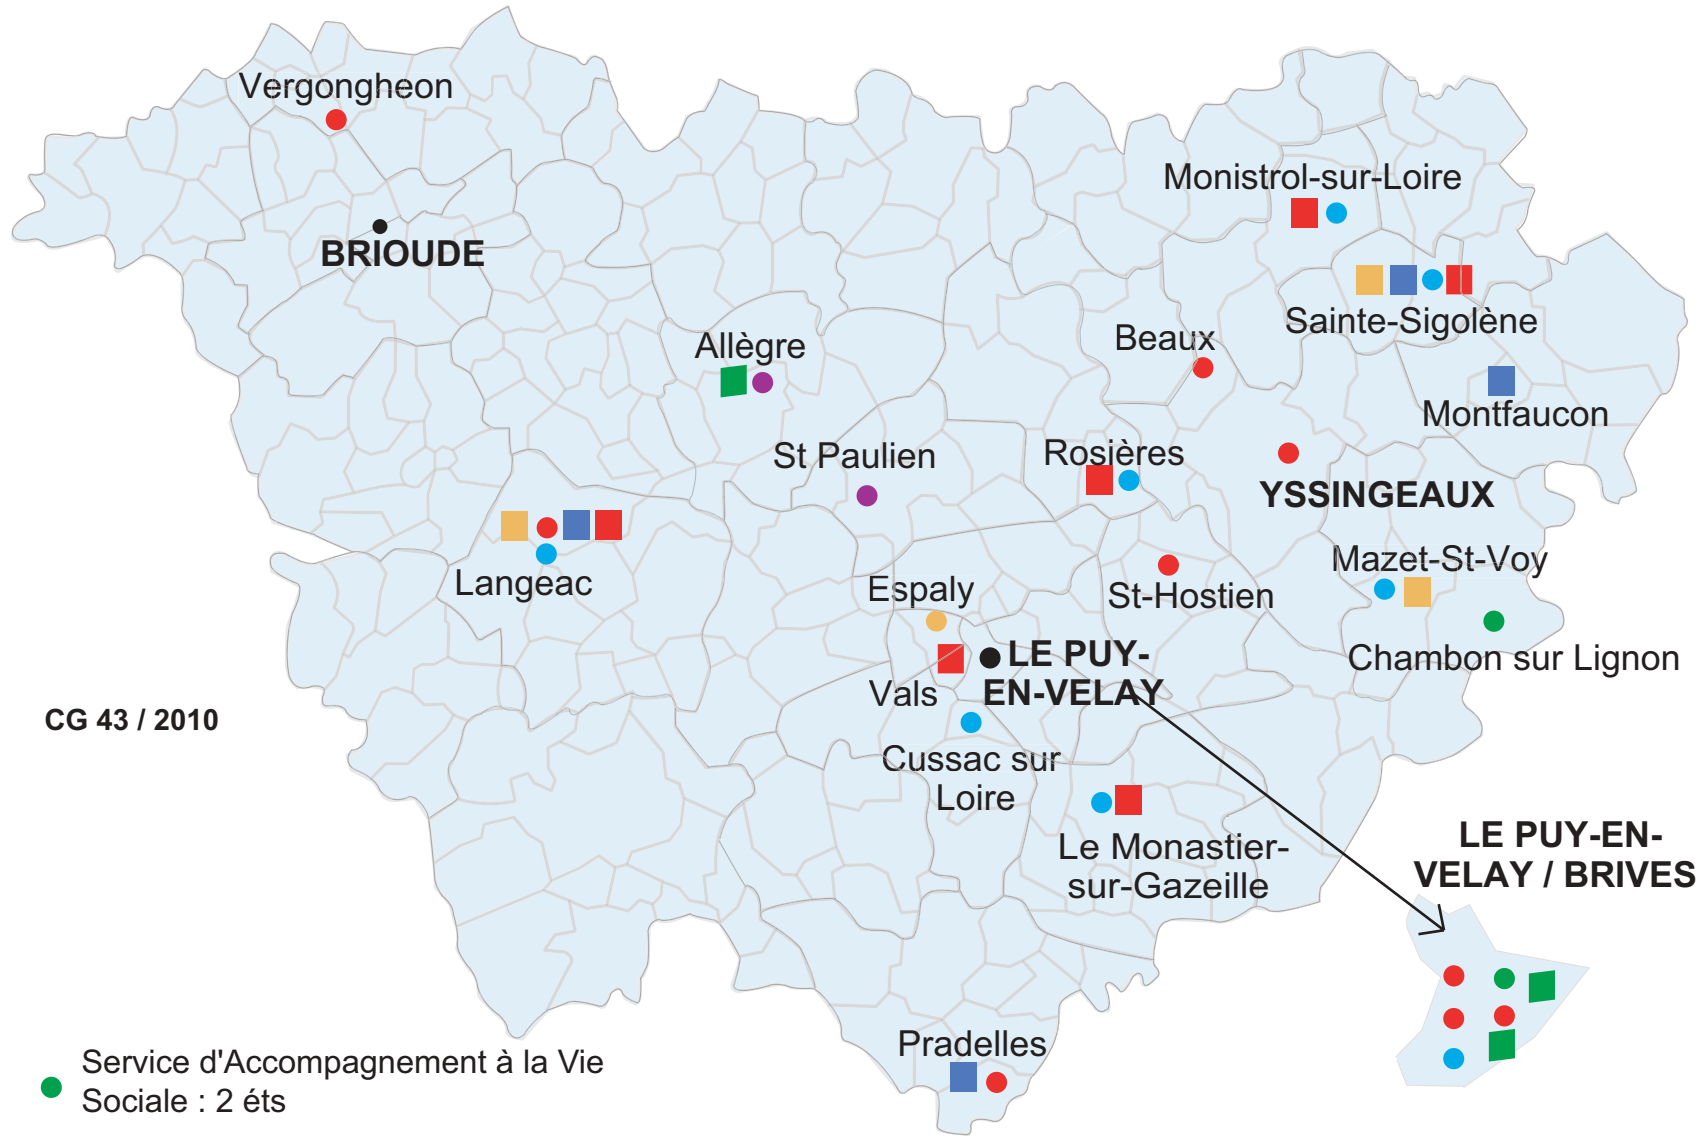 Vergongheon
Monistrol-sur-Loire
BRIOUDE
Sainte-Sigolène
Beaux
Allègre
Montfaucon
Rosières
St Paulien
YSSINGEAUX
Mazet-St-Voy
Langeac
Espaly
St-Hostien
LE PUY-
EN-VELAY
Chambon sur Lignon
Vals
CG 43 / 2010
Cussac sur
Loire
Le Monastier-
sur-Gazeille
LE PUY-EN-
VELAY / BRIVES
Pradelles
Service d'Accompagnement à la Vie
Sociale : 2 éts